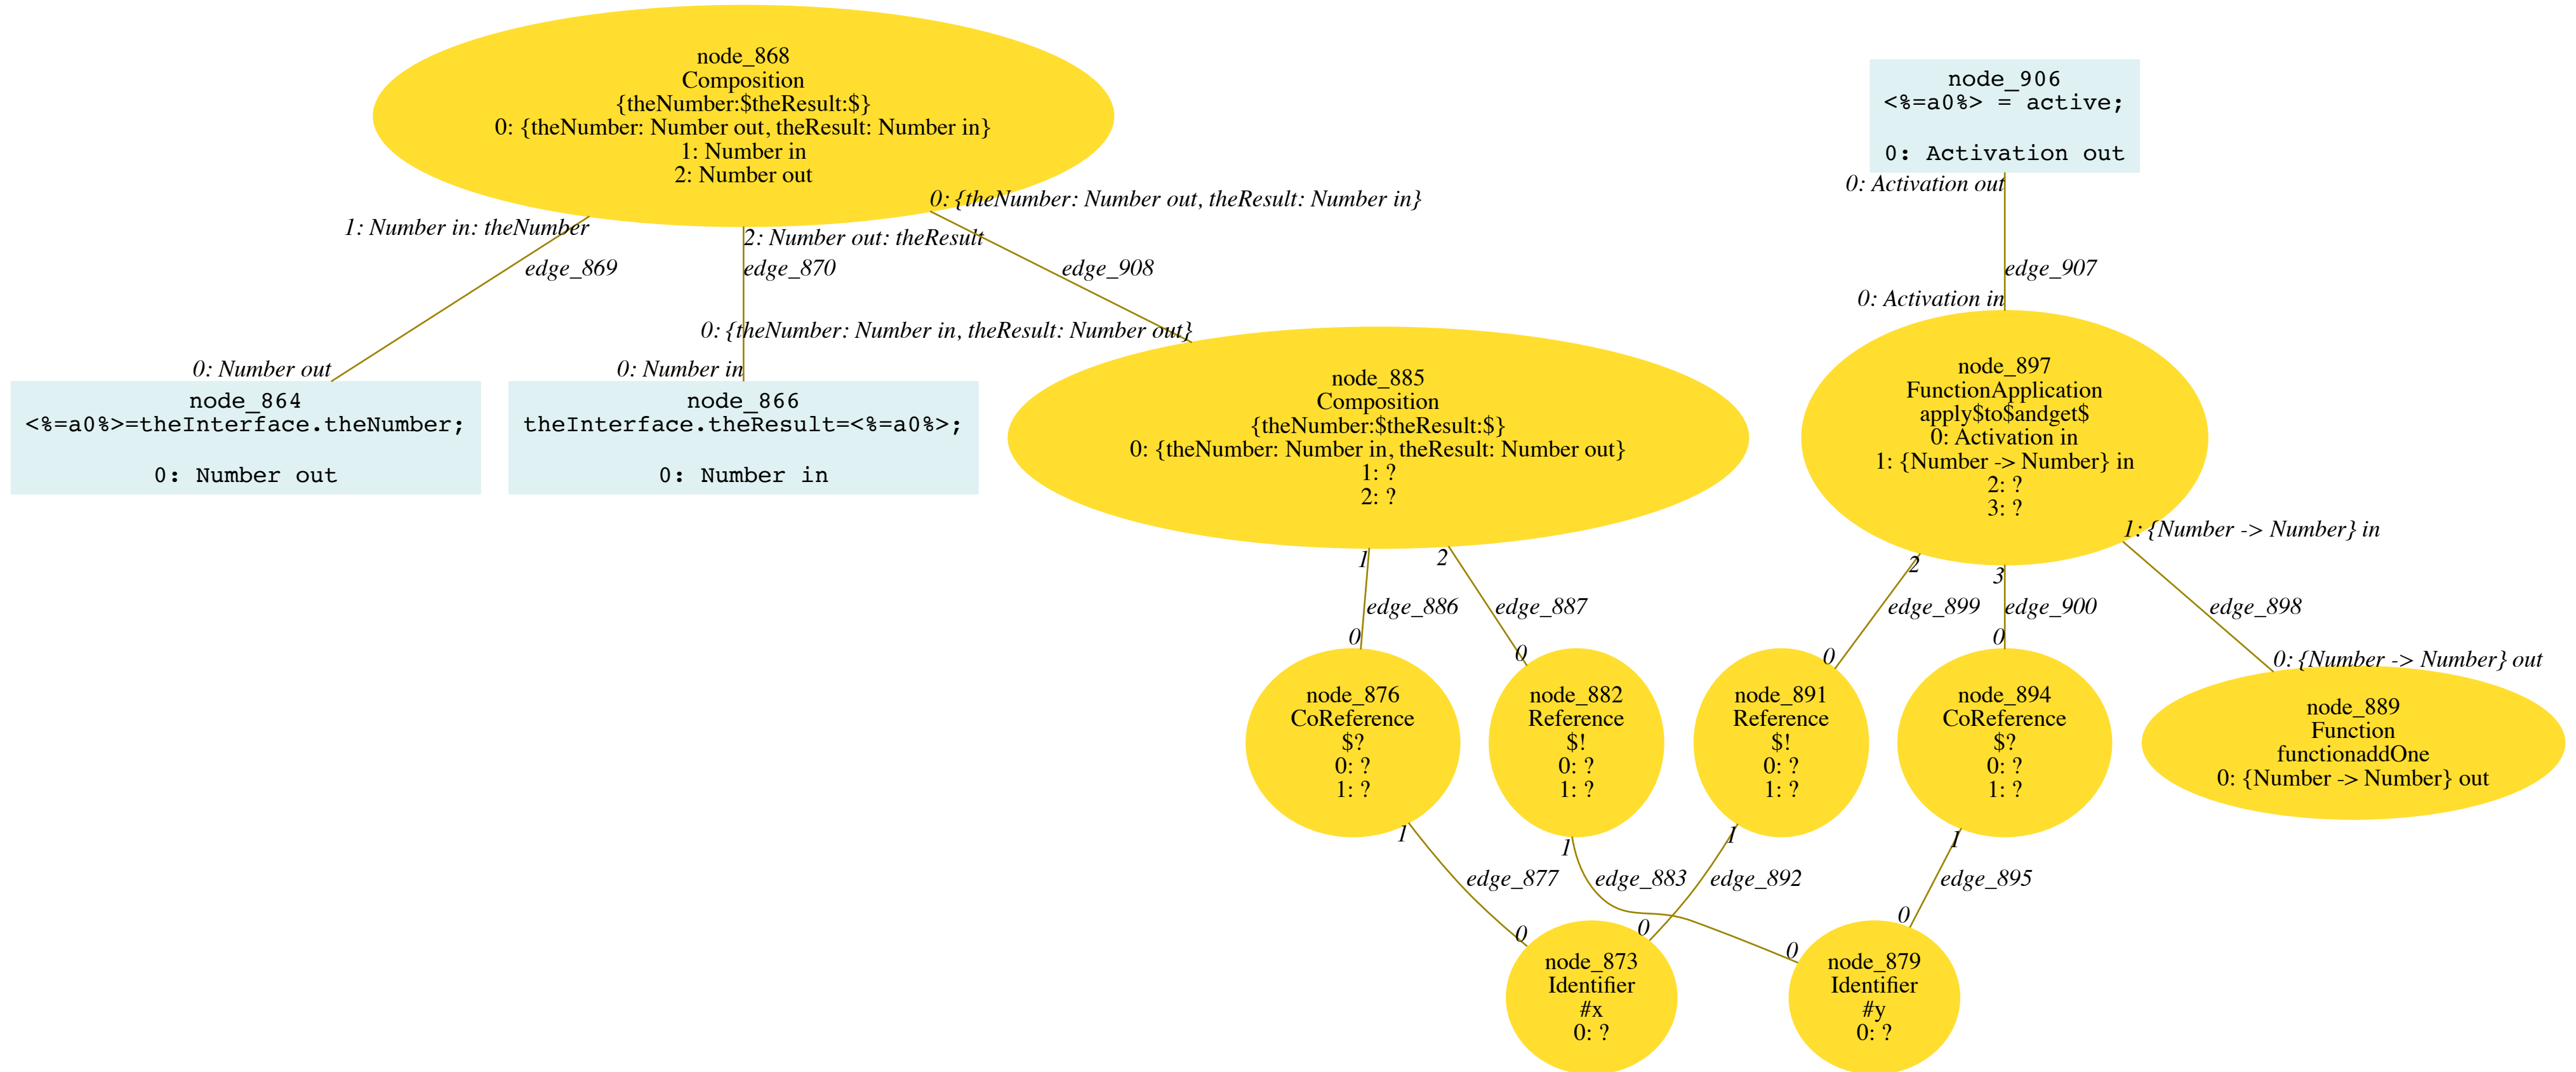 node_868
Composition
{theNumber:$theResult:$}
0: {theNumber: Number out, theResult: Number in}
1: Number in
2: Number out
node_906
<%=a0%> = active;
0: Activation out
0: Activation out
0: {theNumber: Number out, theResult: Number in}
1: Number in: theNumber
2: Number out: theResult
edge_869
edge_870
edge_908
edge_907
0: Activation in
0: {theNumber: Number in, theResult: Number out}
0: Number out
0: Number in
node_864
<%=a0%>=theInterface.theNumber;
0: Number out
node_866
theInterface.theResult=<%=a0%>;
0: Number in
node_885
Composition
{theNumber:$theResult:$}
0: {theNumber: Number in, theResult: Number out}
1: ?
2: ?
node_897
FunctionApplication
apply$to$andget$
0: Activation in
1: {Number -> Number} in
2: ?
3: ?
1: {Number -> Number} in
1
2
2
3
edge_886
edge_887
edge_899
edge_900
edge_898
0
0
0
0
0: {Number -> Number} out
node_876
CoReference
$?
0: ?
1: ?
node_882
Reference
$!
0: ?
1: ?
node_891
Reference
$!
0: ?
1: ?
node_894
CoReference
$?
0: ?
1: ?
node_889
Function
functionaddOne
0: {Number -> Number} out
1
1
1
1
edge_877
edge_883
edge_892
edge_895
0
0
0
0
node_873
Identifier
#x
0: ?
node_879
Identifier
#y
0: ?